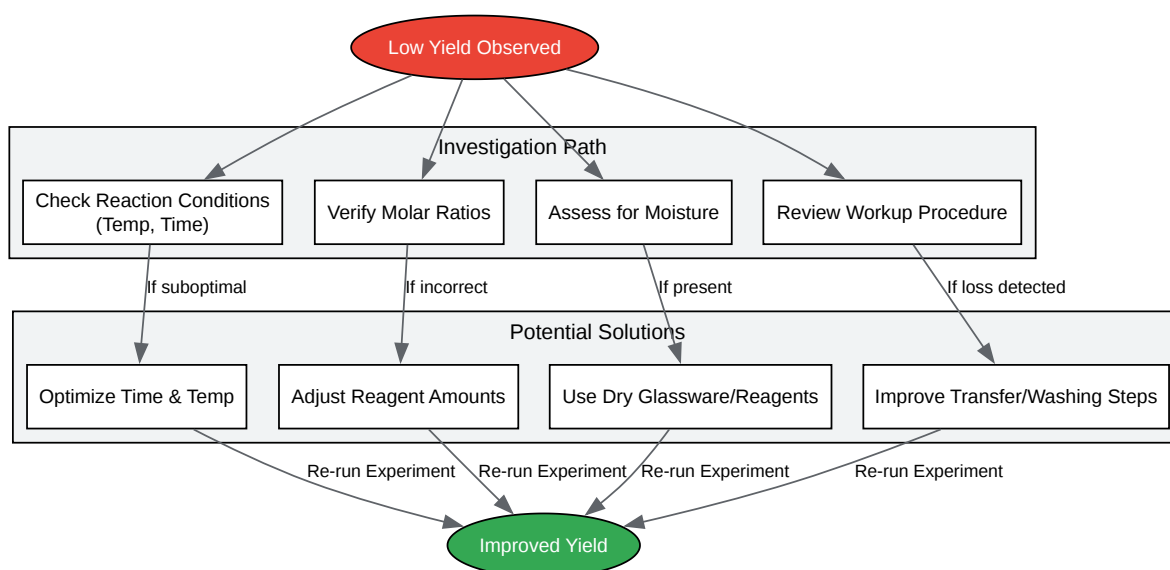 Low Yield Observed
Investigation Path
Check Reaction Conditions
(Temp, Time)
Verify Molar Ratios
Assess for Moisture
Review Workup Procedure
If suboptimal
If incorrect
If present
If loss detected
Potential Solutions
Optimize Time & Temp
Adjust Reagent Amounts
Use Dry Glassware/Reagents
Improve Transfer/Washing Steps
Re-run Experiment
Re-run Experiment
Re-run Experiment
Re-run Experiment
Improved Yield